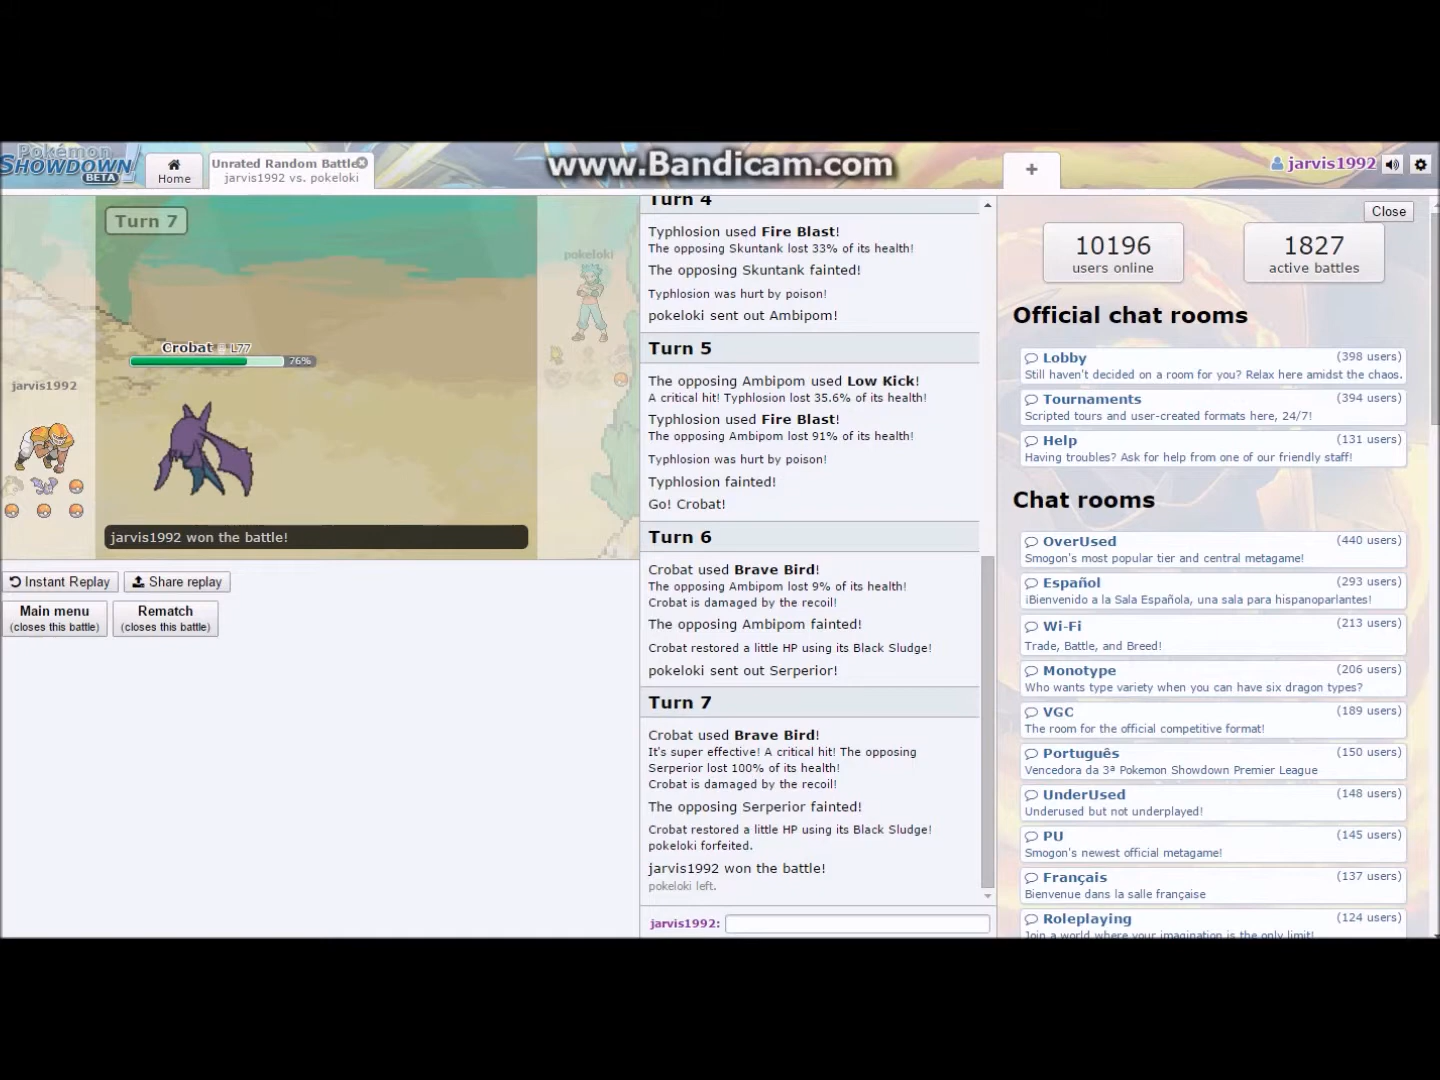 www.Bandicam.com
Pokémon
SHOWDOWN!
BETA
Home
Unrated Random Battle
jarvis1992 vs. pokeloki
+
jarvis1992
Turn 7
pokeloki
Crobat L77
76%
jarvis1992
jarvis1992 won the battle!
Instant Replay
Share replay
Main menu
(closes this battle)
Rematch
(closes this battle)
Turn 4
Typhlosion used Fire Blast!
The opposing Skuntank lost 33% of its health!
The opposing Skuntank fainted!
Typhlosion was hurt by poison!
pokeloki sent out Ambipom!
Turn 5
The opposing Ambipom used Low Kick!
A critical hit! Typhlosion lost 35.6% of its health!
Typhlosion used Fire Blast!
The opposing Ambipom lost 91% of its health!
Typhlosion was hurt by poison!
Typhlosion fainted!
Go! Crobat!
Turn 6
Crobat used Brave Bird!
The opposing Ambipom lost 9% of its health!
Crobat is damaged by the recoil!
The opposing Ambipom fainted!
Crobat restored a little HP using its Black Sludge!
pokeloki sent out Serperior!
Turn 7
Crobat used Brave Bird!
It's super effective! A critical hit! The opposing
Serperior lost 100% of its health!
Crobat is damaged by the recoil!
The opposing Serperior fainted!
Crobat restored a little HP using its Black Sludge!
pokeloki forfeited.
jarvis1992 won the battle!
pokeloki left.
jarvis1992:
Close
10196
users online
1827
active battles
Official chat rooms
Lobby (398 users)
Still haven't decided on a room for you? Relax here amidst the chaos.
Tournaments (394 users)
Scripted tours and user-created formats here, 24/7!
Help (131 users)
Having troubles? Ask for help from one of our friendly staff!
Chat rooms
OverUsed (440 users)
Smogon's most popular tier and central metagame!
Español (293 users)
¡Bienvenido a la Sala Española, una sala para hispanoparlantes!
Wi-Fi (213 users)
Trade, Battle, and Breed!
Monotype (206 users)
Who wants type variety when you can have six dragon types?
VGC (189 users)
The room for the official competitive format!
Português (150 users)
Vencedora da 3ª Pokemon Showdown Premier League
UnderUsed (148 users)
Underused but not underplayed!
PU (145 users)
Smogon's newest official metagame!
Français (137 users)
Bienvenue dans la salle française
Roleplaying (124 users)
Join a world where your imagination is the only limit!